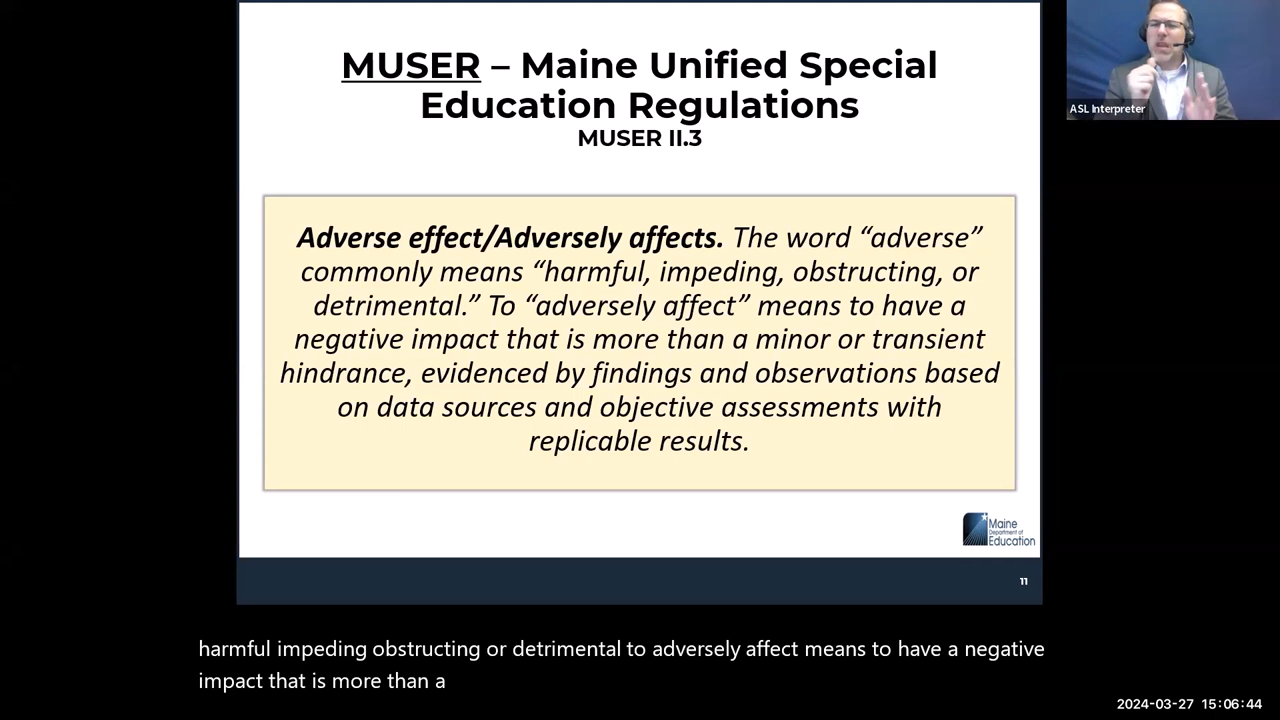 MUSER – Maine Unified Special
Education Regulations
MUSER II.3
ASL Interpreter
Adverse effect/Adversely affects. The word “adverse”
commonly means “harmful, impeding, obstructing, or
detrimental.” To “adversely affect” means to have a
negative impact that is more than a minor or transient
hindrance, evidenced by findings and observations based
on data sources and objective assessments with
replicable results.
Maine
Department of
Education
11
harmful impeding obstructing or detrimental to adversely affect means to have a negative
impact that is more than a
2024-03-27 15:06:44